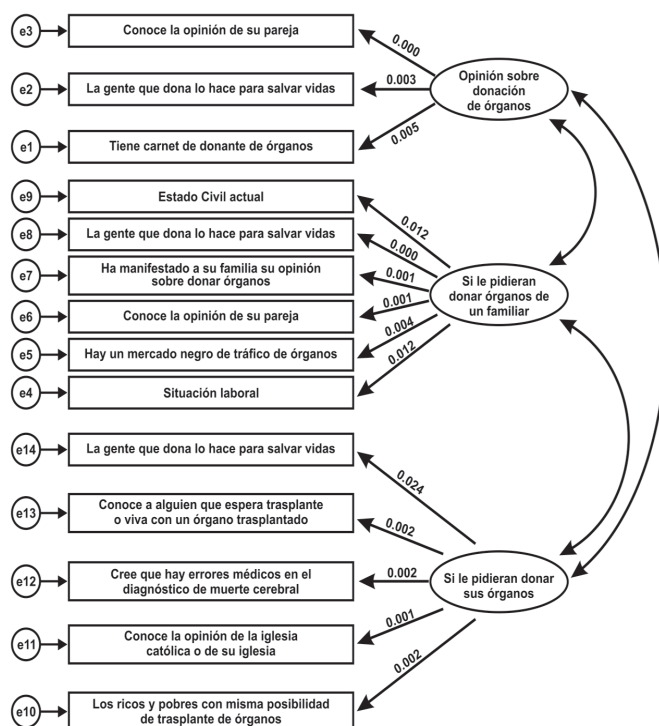 e3
Conoce la opinión de su pareja
0.000
e2
La gente que dona lo hace para salvar vidas
0.003
Opinión sobre
donación
de órganos
e1
Tiene carnet de donante de órganos
0.005
e9
Estado Civil actual
0.012
e8
La gente que dona lo hace para salvar vidas
0.000
e7
Ha manifestado a su familia su opinión
sobre donar órganos
0.001
Si le pidieran
donar órganos de
un familiar
e6
Conoce la opinión de su pareja
0.001
e5
Hay un mercado negro de tráfico de órganos
0.004
e4
Situación laboral
0.012
e14
La gente que dona lo hace para salvar vidas
0.024
e13
Conoce a alguien que espera trasplante
o viva con un órgano trasplantado
0.002
e12
Cree que hay errores médicos en el
diagnóstico de muerte cerebral
0.002
Si le pidieran donar
sus órganos
e11
Conoce la opinión de la iglesia
católica o de su iglesia
0.001
e10
Los ricos y pobres con misma posibilidad
de trasplante de órganos
0.002